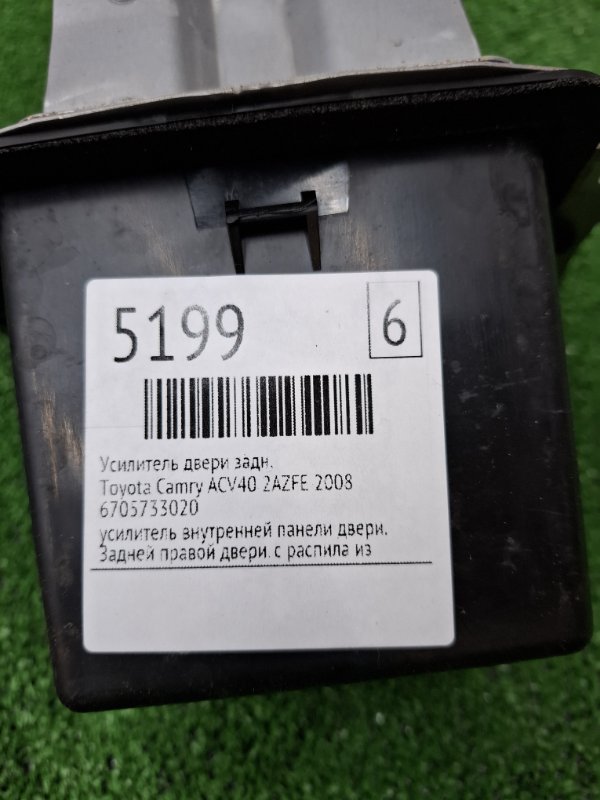 5199
6
Усилитель двери задн.
Toyota Camry ACV40 2AZFE 2008
6705733020
усилитель внутренней панели двери.
Задней правой двери. с распила из